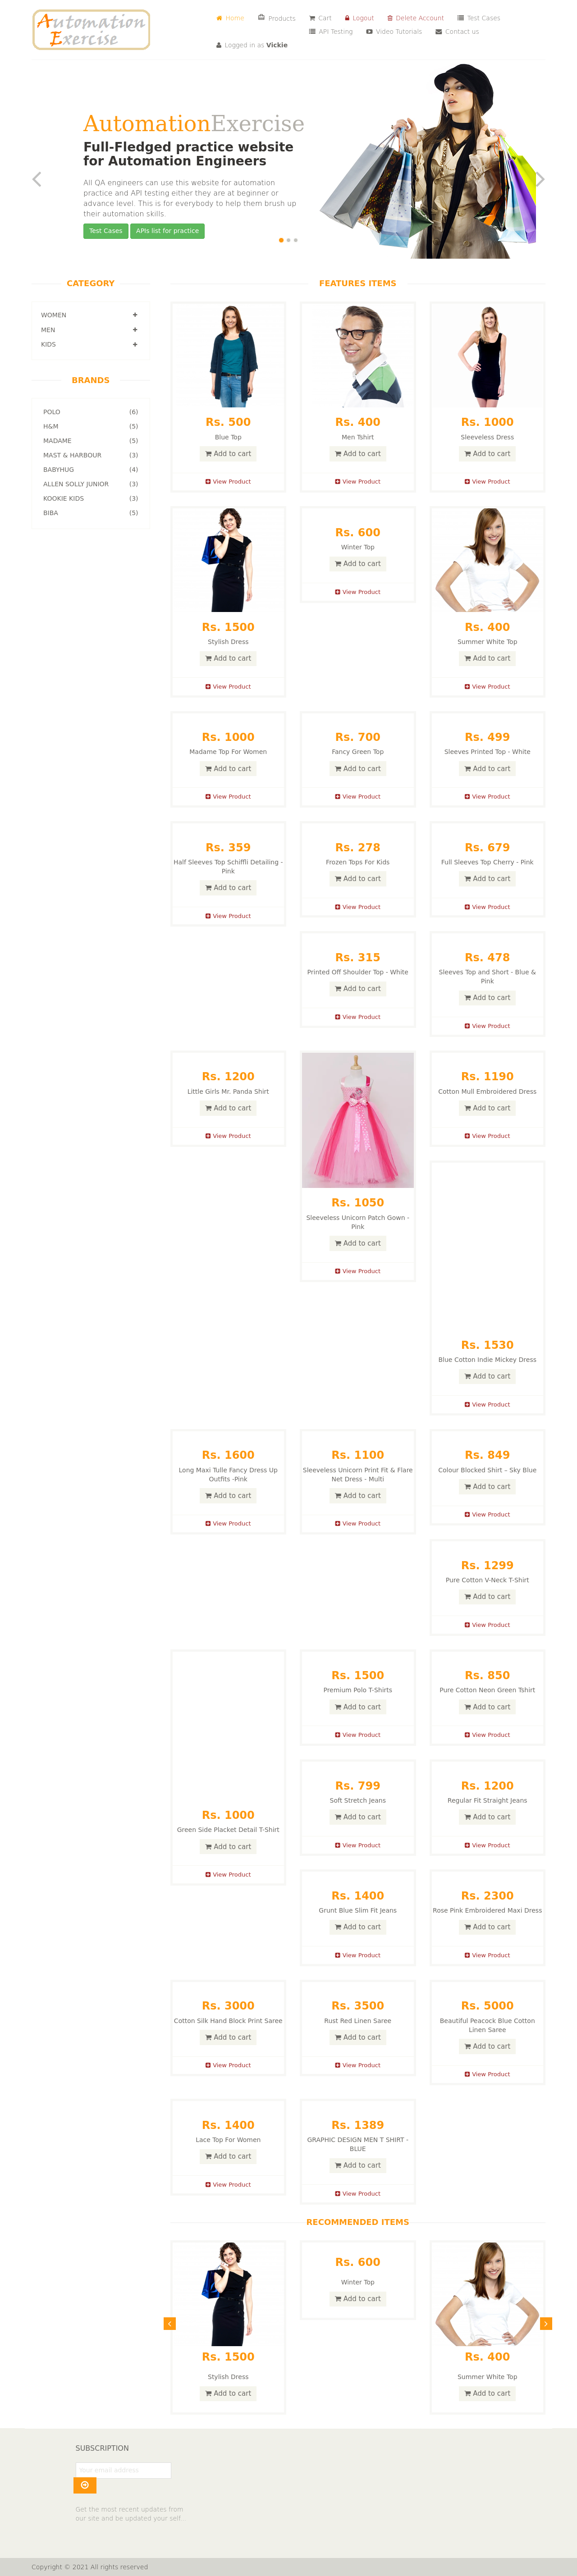 Automation
Exercise
Home
Products
Cart
Logout
Delete Account
Test Cases
API Testing
Video Tutorials
Contact us
Logged in as Vickie
AutomationExercise
Full-Fledged practice website
for Automation Engineers
All QA engineers can use this website for automation
practice and API testing either they are at beginner or
advance level. This is for everybody to help them brush up
their automation skills.
Test Cases
APIs list for practice
CATEGORY
WOMEN
MEN
KIDS
BRANDS
POLO (6)
H&M (5)
MADAME (5)
MAST & HARBOUR (3)
BABYHUG (4)
ALLEN SOLLY JUNIOR (3)
KOOKIE KIDS (3)
BIBA (5)
FEATURES ITEMS
Rs. 500
Blue Top
Add to cart
View Product
Rs. 400
Men Tshirt
Add to cart
View Product
Rs. 1000
Sleeveless Dress
Add to cart
View Product
Rs. 1500
Stylish Dress
Add to cart
View Product
Rs. 600
Winter Top
Add to cart
View Product
Rs. 400
Summer White Top
Add to cart
View Product
Rs. 1000
Madame Top For Women
Add to cart
View Product
Rs. 700
Fancy Green Top
Add to cart
View Product
Rs. 499
Sleeves Printed Top - White
Add to cart
View Product
Rs. 359
Half Sleeves Top Schiffli Detailing -
Pink
Add to cart
View Product
Rs. 278
Frozen Tops For Kids
Add to cart
View Product
Rs. 679
Full Sleeves Top Cherry - Pink
Add to cart
View Product
Rs. 315
Printed Off Shoulder Top - White
Add to cart
View Product
Rs. 478
Sleeves Top and Short - Blue &
Pink
Add to cart
View Product
Rs. 1200
Little Girls Mr. Panda Shirt
Add to cart
View Product
Rs. 1050
Sleeveless Unicorn Patch Gown -
Pink
Add to cart
View Product
Rs. 1190
Cotton Mull Embroidered Dress
Add to cart
View Product
Rs. 1530
Blue Cotton Indie Mickey Dress
Add to cart
View Product
Rs. 1600
Long Maxi Tulle Fancy Dress Up
Outfits -Pink
Add to cart
View Product
Rs. 1100
Sleeveless Unicorn Print Fit & Flare
Net Dress - Multi
Add to cart
View Product
Rs. 849
Colour Blocked Shirt – Sky Blue
Add to cart
View Product
Rs. 1299
Pure Cotton V-Neck T-Shirt
Add to cart
View Product
Rs. 1000
Green Side Placket Detail T-Shirt
Add to cart
View Product
Rs. 1500
Premium Polo T-Shirts
Add to cart
View Product
Rs. 850
Pure Cotton Neon Green Tshirt
Add to cart
View Product
Rs. 799
Soft Stretch Jeans
Add to cart
View Product
Rs. 1200
Regular Fit Straight Jeans
Add to cart
View Product
Rs. 1400
Grunt Blue Slim Fit Jeans
Add to cart
View Product
Rs. 2300
Rose Pink Embroidered Maxi Dress
Add to cart
View Product
Rs. 3000
Cotton Silk Hand Block Print Saree
Add to cart
View Product
Rs. 3500
Rust Red Linen Saree
Add to cart
View Product
Rs. 5000
Beautiful Peacock Blue Cotton
Linen Saree
Add to cart
View Product
Rs. 1400
Lace Top For Women
Add to cart
View Product
Rs. 1389
GRAPHIC DESIGN MEN T SHIRT -
BLUE
Add to cart
View Product
RECOMMENDED ITEMS
Rs. 1500
Stylish Dress
Add to cart
Rs. 600
Winter Top
Add to cart
Rs. 400
Summer White Top
Add to cart
SUBSCRIPTION
Your email address
Get the most recent updates from
our site and be updated your self...
Copyright © 2021 All rights reserved